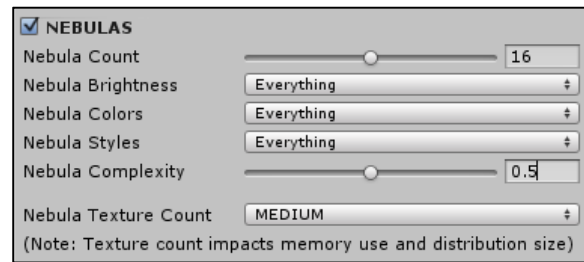 NEBULAS
Nebula Count 16
Nebula Brightness Everything
Nebula Colors Everything
Nebula Styles Everything
Nebula Complexity 0.5
Nebula Texture Count MEDIUM
(Note: Texture count impacts memory use and distribution size)